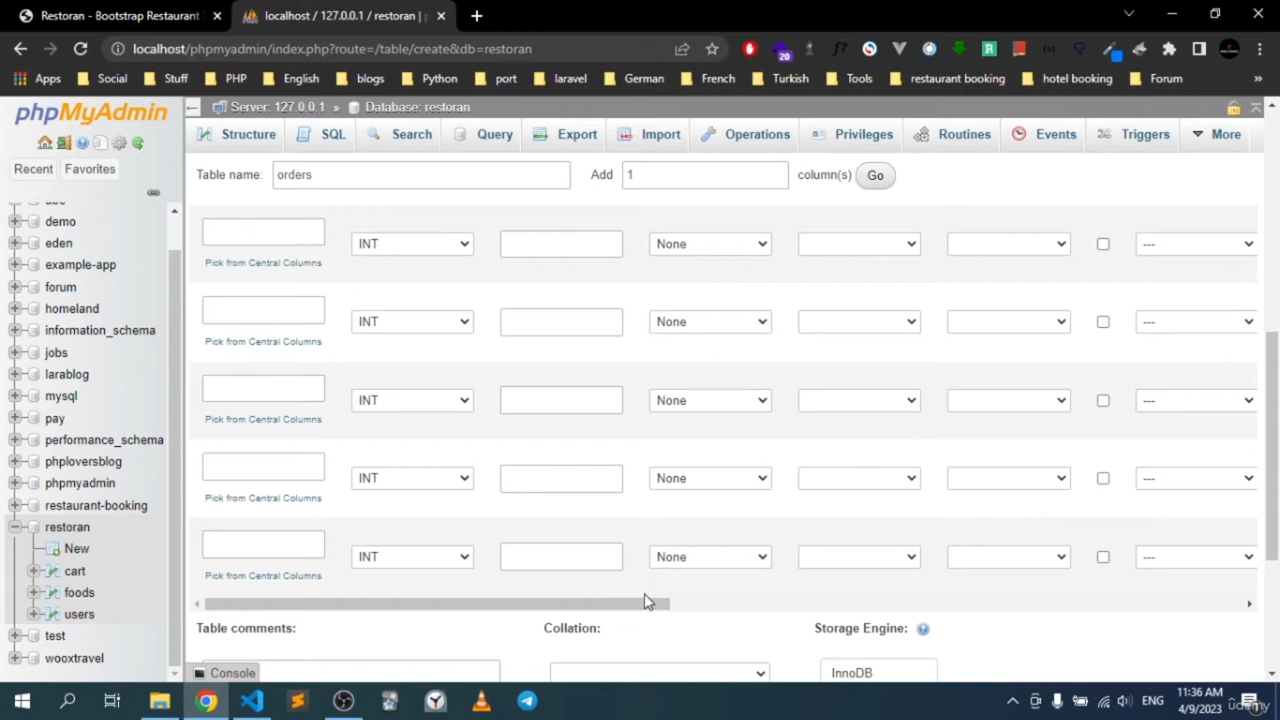 Restoran - Bootstrap Restaurant
localhost / 127.0.0.1 / restoran |
localhost/phpmyadmin/index.php?route=/table/create&db=restoran
20
Apps Social Stuff PHP English blogs Python port laravel German French Turkish Tools restaurant booking hotel booking Forum »
phpMyAdmin
Server: 127.0.0.1 » Database: restoran
Structure SQL Search Query Export Import Operations Privileges Routines Events Triggers More
Recent Favorites
Table name: orders Add 1 column(s) Go
demo
eden
example-app
forum
homeland
information_schema
jobs
larablog
mysql
pay
performance_schema
phploversblog
phpmyadmin
restaurant-booking
restoran
New
cart
foods
users
test
wooxtravel
INT None ---
Pick from Central Columns
INT None ---
Pick from Central Columns
INT None ---
Pick from Central Columns
INT None ---
Pick from Central Columns
INT None ---
Pick from Central Columns
Table comments: Collation: Storage Engine:
Console
InnoDB
ENG
11:36 AM
4/9/2023
udemy